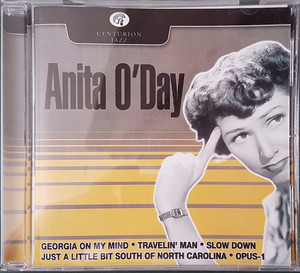 CENTURION
JAZZ
Anita O'Day
GEORGIA ON MY MIND • TRAVELIN' MAN • SLOW DOWN
JUST A LITTLE BIT SOUTH OF NORTH CAROLINA • OPUS-1